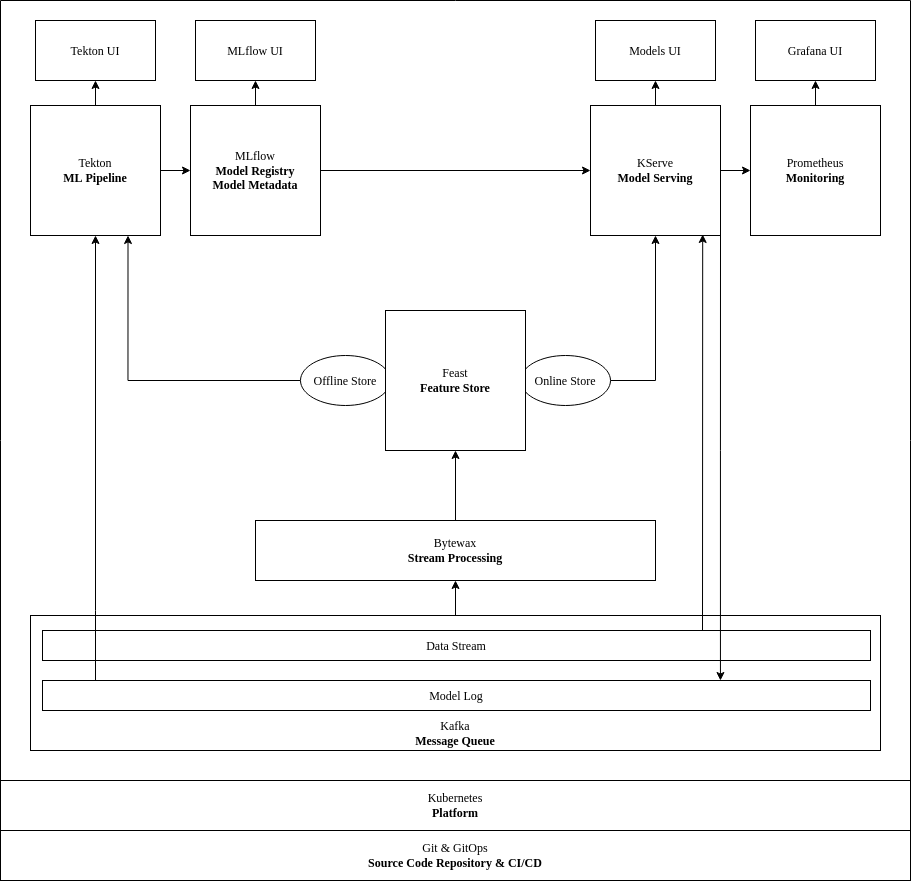 Tekton UI
MLflow UI
Models UI
Grafana UI
Tekton
ML Pipeline
MLflow
Model Registry
Model Metadata
KServe
Model Serving
Prometheus
Monitoring
Offline Store
Feast
Feature Store
Online Store
Bytewax
Stream Processing
Data Stream
Model Log
Kafka
Message Queue
Kubernetes
Platform
Git & GitOps
Source Code Repository & CI/CD